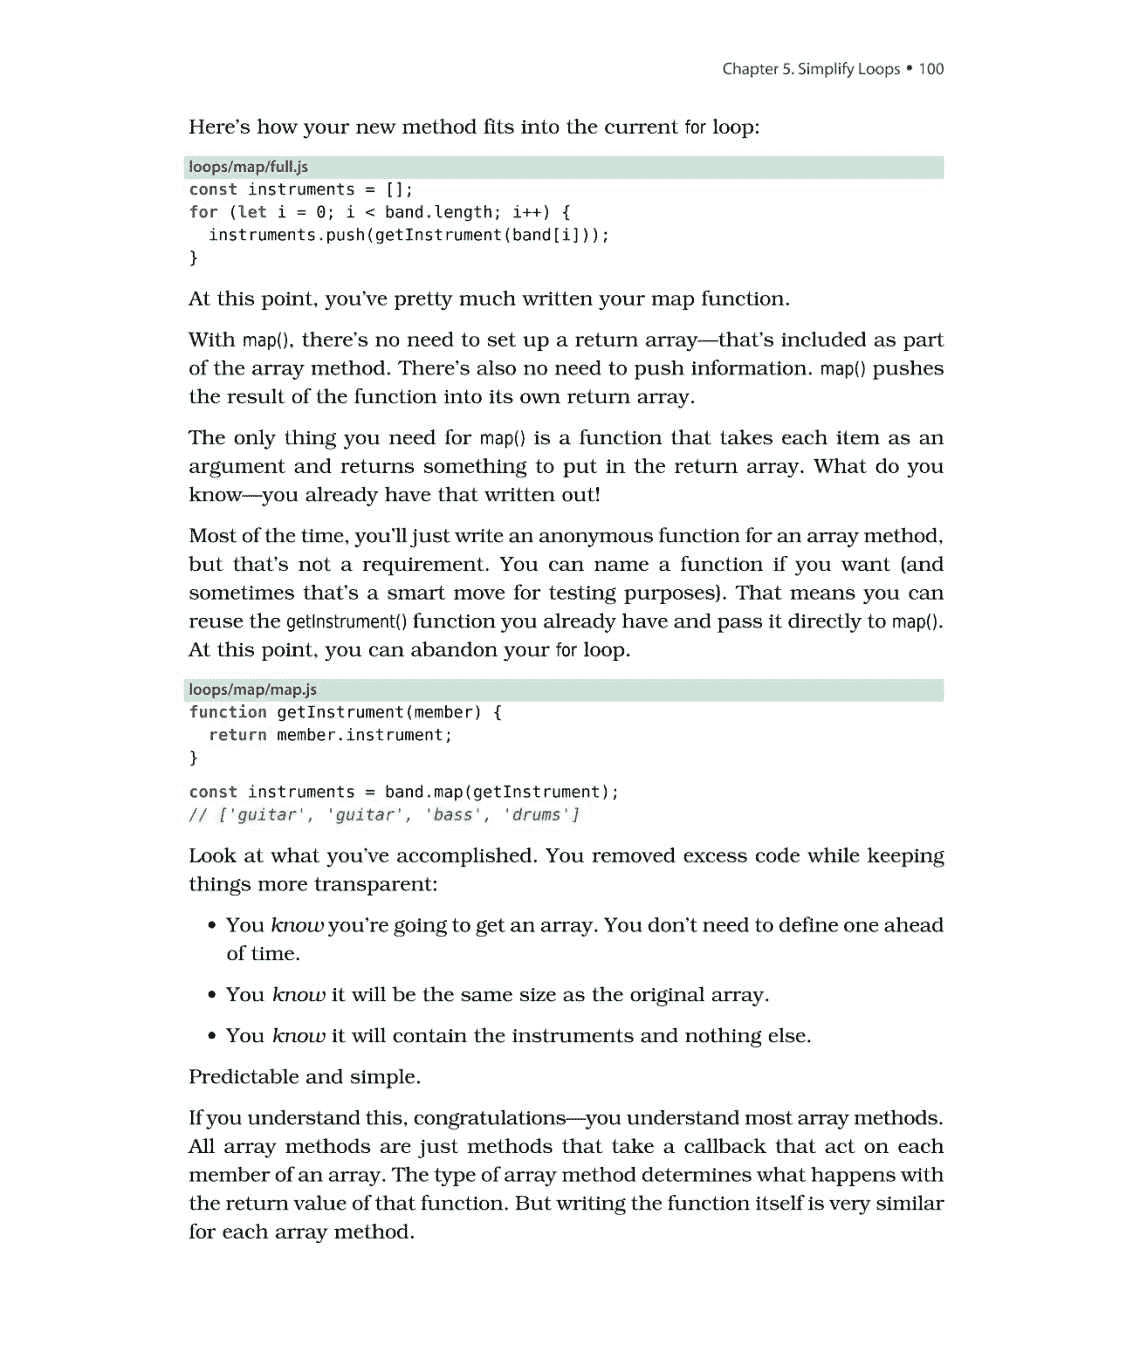 Chapter 5. Simplify Loops • 100
Here's how your new method fits into the current for loop:
loops/map/full.js
const instruments = [];
for (let i = 0; i < band.length; i++) {
  instruments.push(getInstrument(band[i]));
}
At this point, you've pretty much written your map function.
With map(), there's no need to set up a return array—that's included as part
of the array method. There's also no need to push information. map() pushes
the result of the function into its own return array.
The only thing you need for map() is a function that takes each item as an
argument and returns something to put in the return array. What do you
know—you already have that written out!
Most of the time, you'll just write an anonymous function for an array method,
but that's not a requirement. You can name a function if you want (and
sometimes that's a smart move for testing purposes). That means you can
reuse the getInstrument() function you already have and pass it directly to map().
At this point, you can abandon your for loop.
loops/map/map.js
function getInstrument(member) {
  return member.instrument;
}
const instruments = band.map(getInstrument);
// ['guitar', 'guitar', 'bass', 'drums']
Look at what you've accomplished. You removed excess code while keeping
things more transparent:
• You know you're going to get an array. You don't need to define one ahead
of time.
• You know it will be the same size as the original array.
• You know it will contain the instruments and nothing else.
Predictable and simple.
If you understand this, congratulations—you understand most array methods.
All array methods are just methods that take a callback that act on each
member of an array. The type of array method determines what happens with
the return value of that function. But writing the function itself is very similar
for each array method.